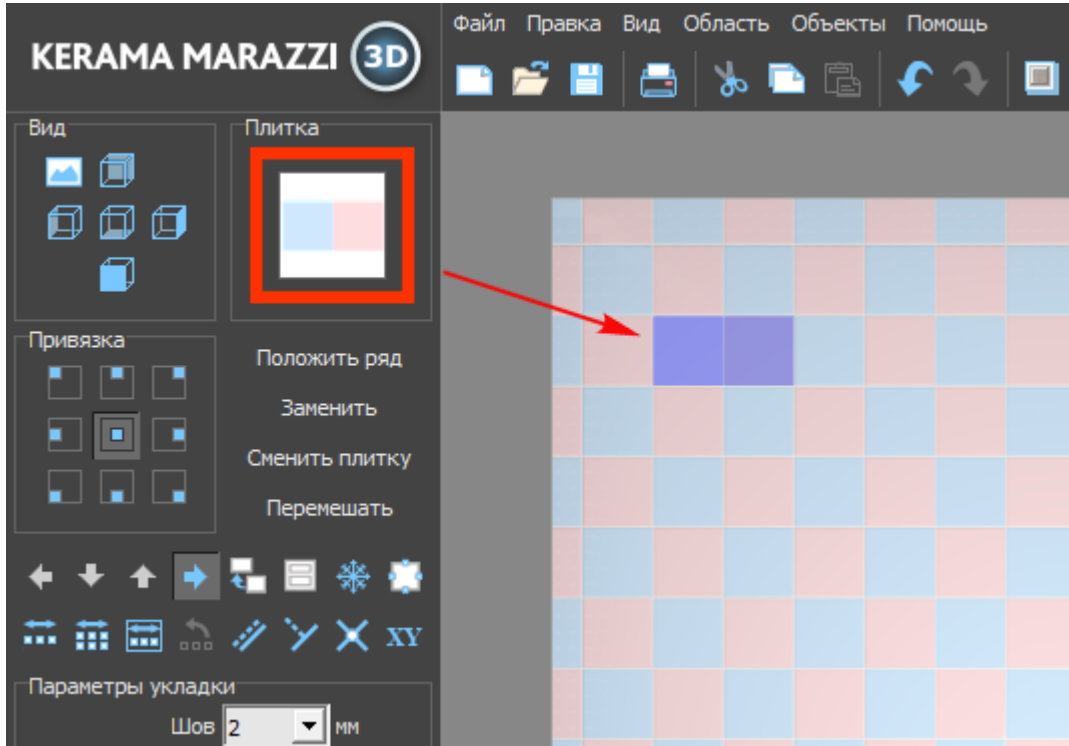 KERAMA MARAZZI 3D
Файл Правка Вид Область Объекты Помощь
Вид
Плитка
Привязка
Положить ряд
Заменить
Сменить плитку
Перемешать
XY
Параметры укладки
Шов 2 мм